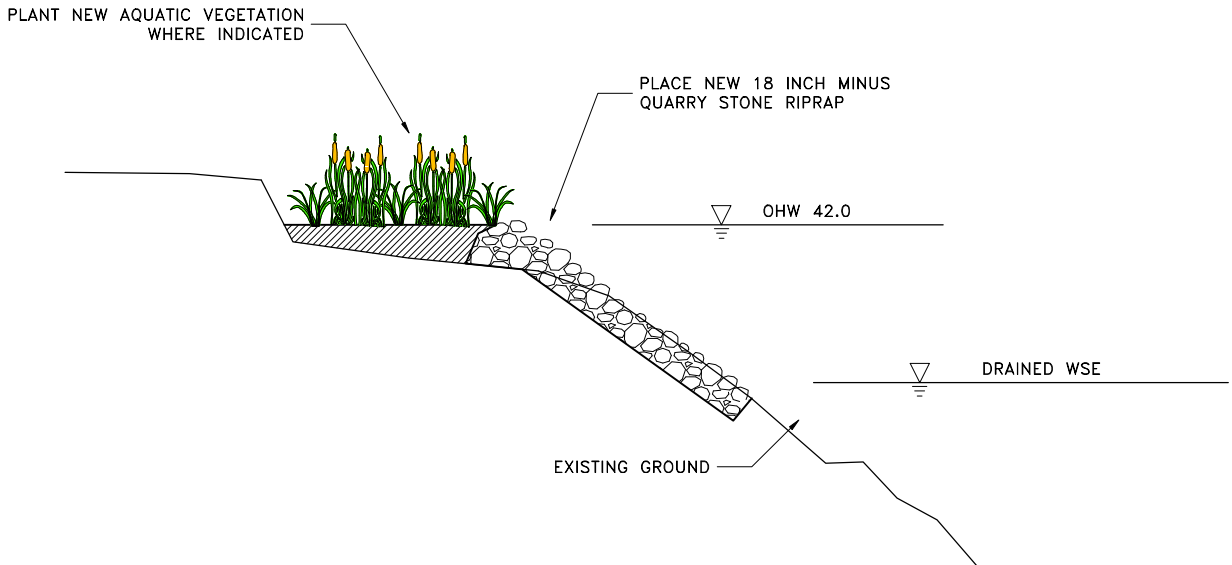 PLANT NEW AQUATIC VEGETATION
WHERE INDICATED
PLACE NEW 18 INCH MINUS
QUARRY STONE RIPRAP
OHW 42.0
DRAINED WSE
EXISTING GROUND